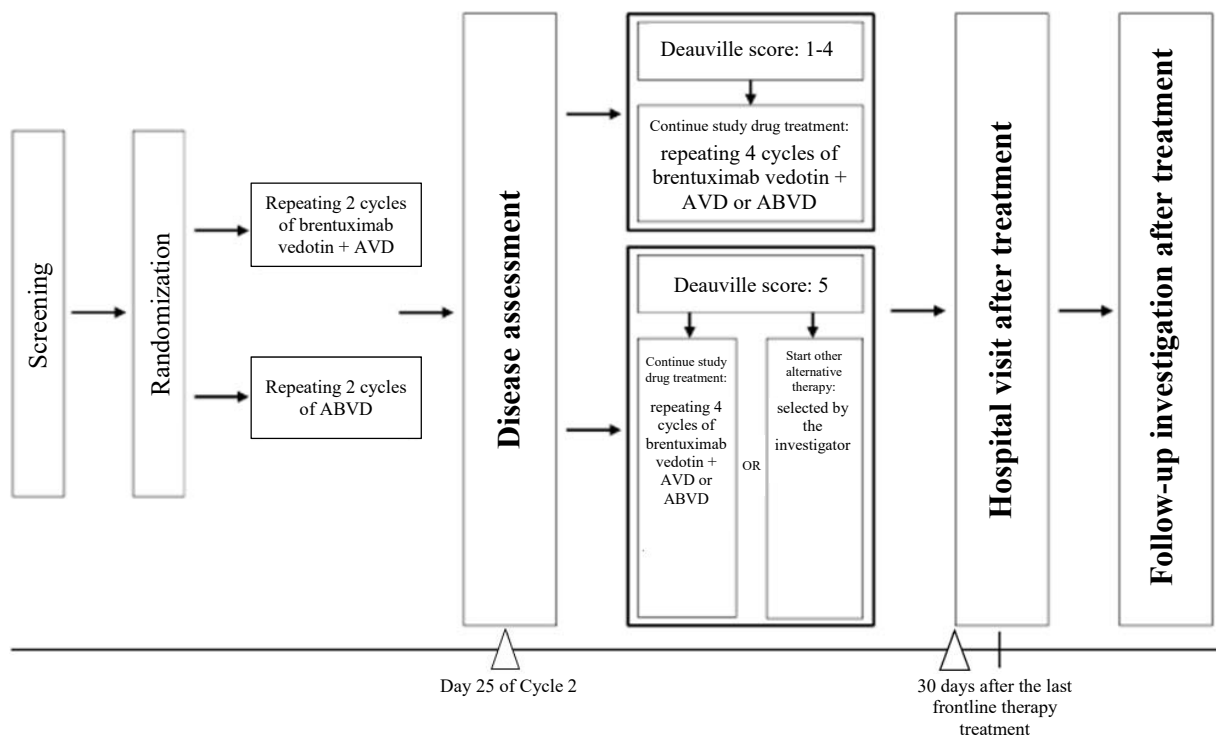 Screening
Randomization
Repeating 2 cycles
of brentuximab
vedotin + AVD
Repeating 2 cycles
of ABVD
Disease assessment
Deauville score: 1-4
Continue study drug treatment:
repeating 4 cycles of
brentuximab vedotin +
AVD or ABVD
Deauville score: 5
Continue study
drug treatment:
repeating 4
cycles of
brentuximab
vedotin +
AVD or
ABVD
OR
Start other
alternative
therapy:
selected by
the
investigator
Hospital visit after treatment
Follow-up investigation after treatment
Day 25 of Cycle 2
30 days after the last
frontline therapy
treatment